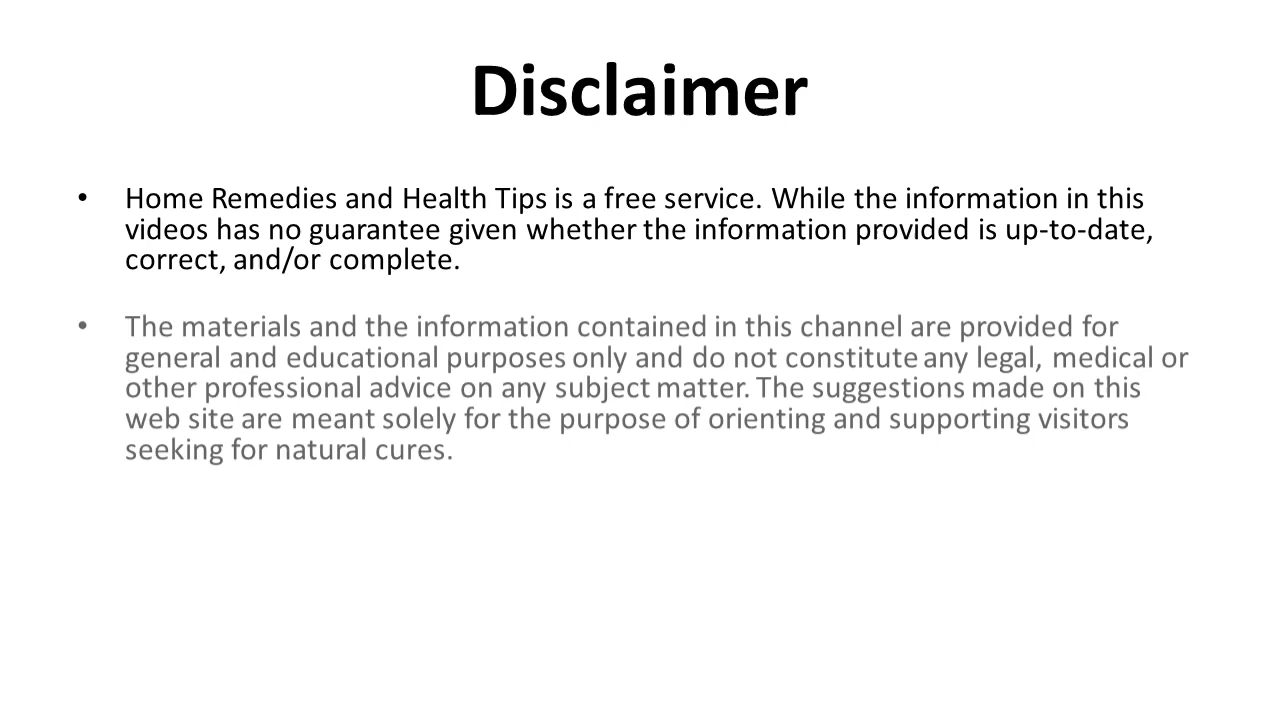 Disclaimer
• Home Remedies and Health Tips is a free service. While the information in this
videos has no guarantee given whether the information provided is up-to-date,
correct, and/or complete.
• The materials and the information contained in this channel are provided for
general and educational purposes only and do not constitute any legal, medical or
other professional advice on any subject matter. The suggestions made on this
web site are meant solely for the purpose of orienting and supporting visitors
seeking for natural cures.